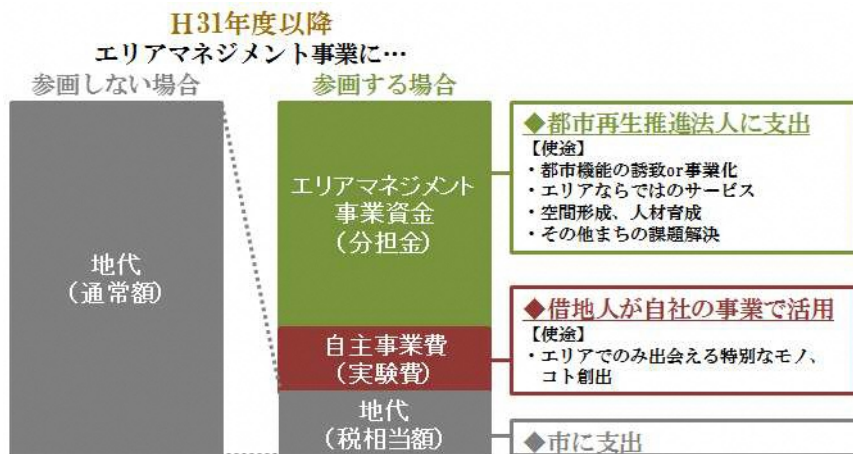 H31年度以降
エリアマネジメント事業に…
参画しない場合
参画する場合
地代
(通常額)
エリアマネジメント
事業資金
(分担金)
自主事業費
(実験費)
地代
(税相当額)
◆都市再生推進法人に支出
【使途】
・都市機能の誘致or事業化
・エリアならではのサービス
・空間形成、人材育成
・その他まちの課題解決
◆借地人が自社の事業で活用
【使途】
・エリアでのみ出会える特別なモノ、
コト創出
◆市に支出